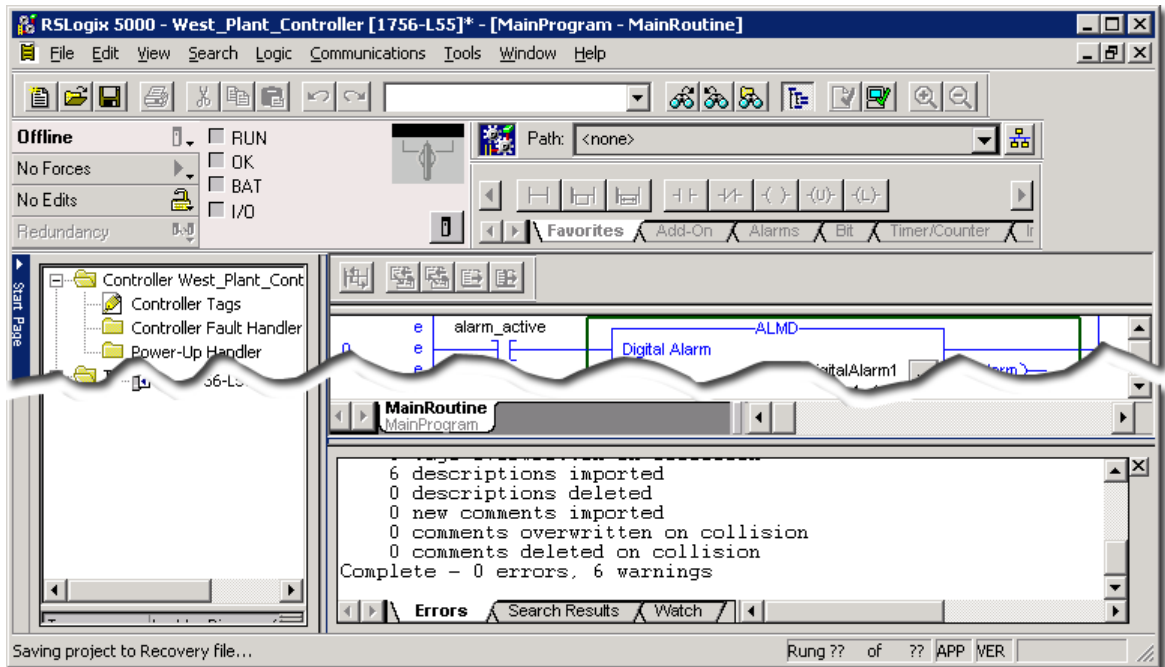 RSLogix 5000 - West_Plant_Controller [1756-L55]* - [MainProgram - MainRoutine]
File Edit View Search Logic Communications Tools Window Help
Offline
RUN
Path: <none>
No Forces
OK
No Edits
BAT
Redundancy
I/O
Favorites Add-On Alarms Bit Timer/Counter
Start Page
Controller West_Plant_Cont
Controller Tags
Controller Fault Handler
Power-Up Handler
e alarm_active ALMD
0 e Digital Alarm
e
MainRoutine
MainProgram
6 descriptions imported
0 descriptions deleted
0 new comments imported
0 comments overwritten on collision
0 comments deleted on collision
Complete - 0 errors, 6 warnings
Errors Search Results Watch
Saving project to Recovery file...
Rung ?? of ?? APP VER